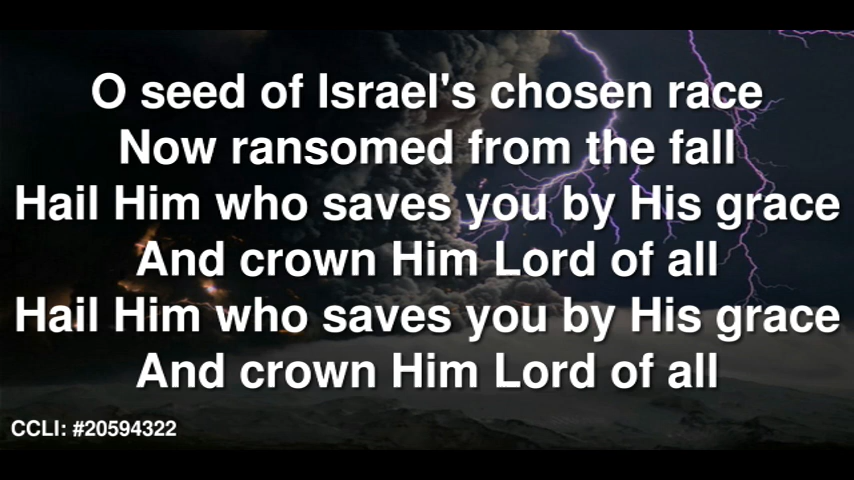 O seed of Israel's chosen race
Now ransomed from the fall
Hail Him who saves you by His grace
And crown Him Lord of all
Hail Him who saves you by His grace
And crown Him Lord of all
CCLI: #20594322